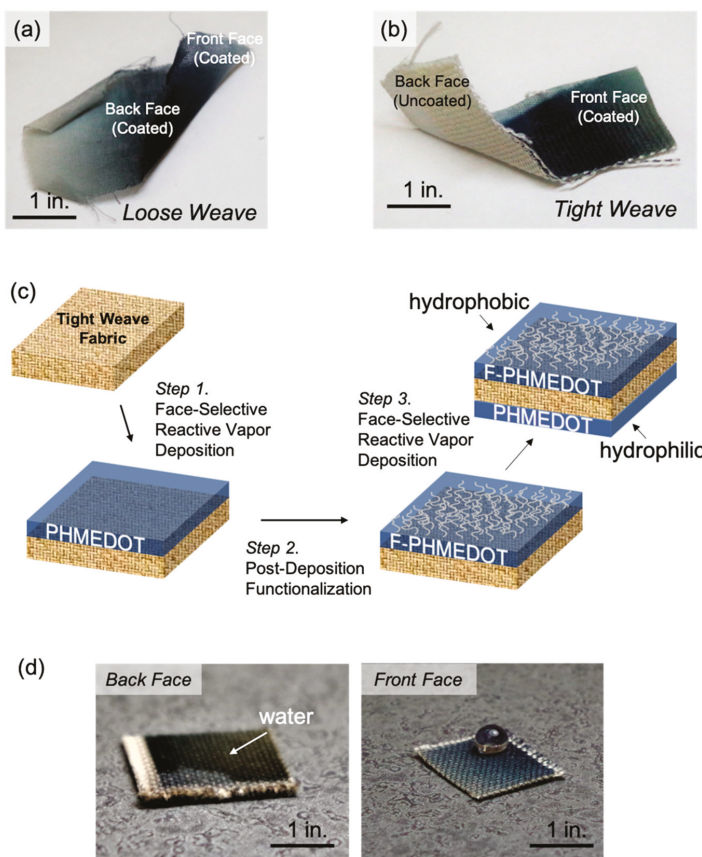 (a)
Front Face
(Coated)
Back Face
(Coated)
1 in.
Loose Weave
(b)
Back Face
(Uncoated)
Front Face
(Coated)
1 in.
Tight Weave
(c)
Tight Weave
Fabric
Step 1.
Face-Selective
Reactive Vapor
Deposition
PHMEDOT
Step 2.
Post-Deposition
Functionalization
F-PHMEDOT
Step 3.
Face-Selective
Reactive Vapor
Deposition
hydrophobic
F-PHMEDOT
PHMEDOT
hydrophilic
(d)
Back Face
water
1 in.
Front Face
1 in.